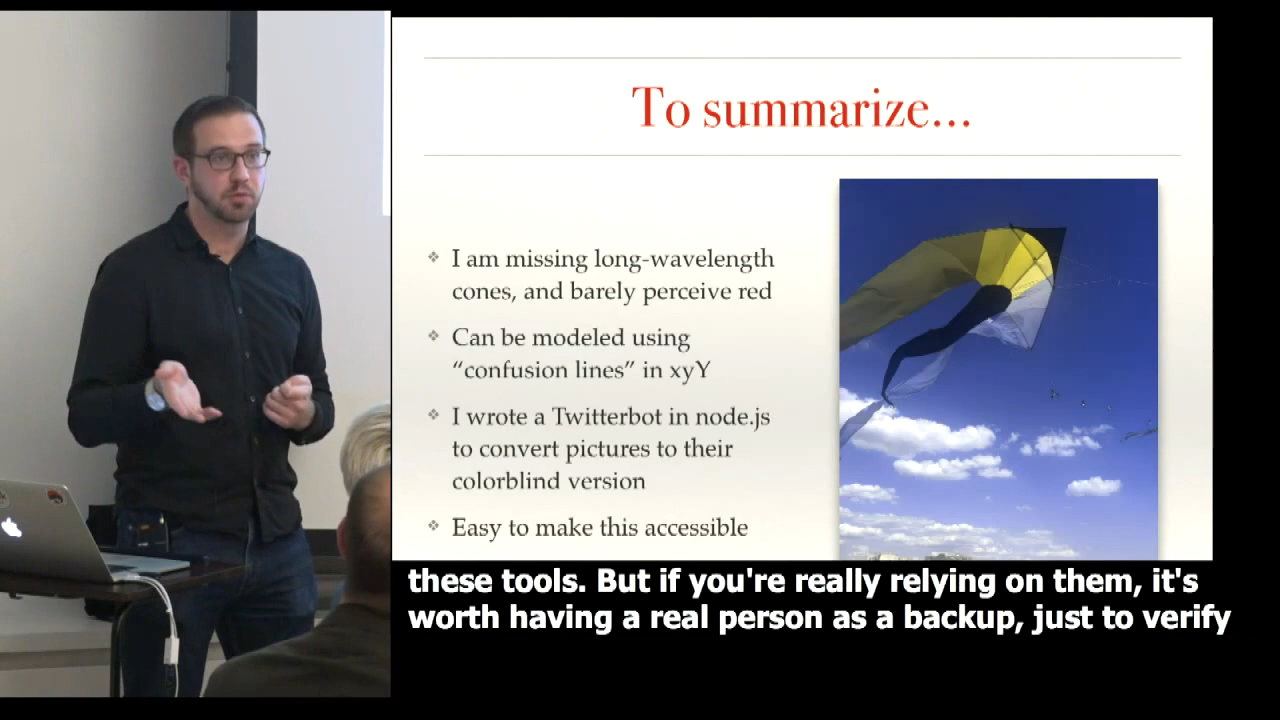 To summarize...
I am missing long-wavelength
cones, and barely perceive red
Can be modeled using
“confusion lines” in xyY
I wrote a Twitterbot in node.js
to convert pictures to their
colorblind version
Easy to make this accessible
these tools. But if you're really relying on them, it's
worth having a real person as a backup, just to verify